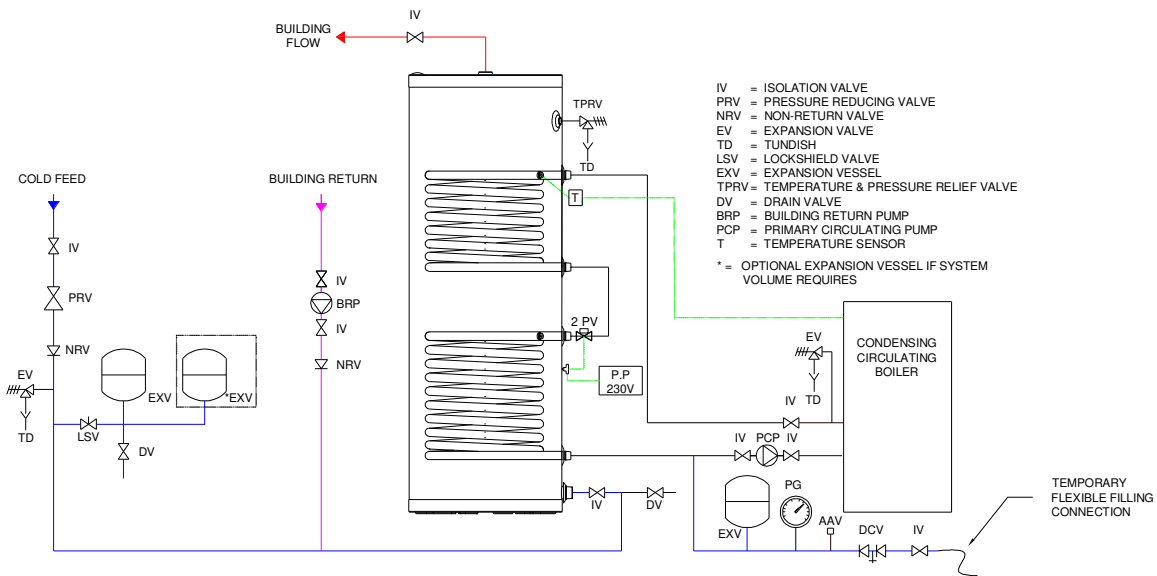 IV
BUILDING
FLOW
TPRV
TD
IV = ISOLATION VALVE
PRV = PRESSURE REDUCING VALVE
NRV = NON-RETURN VALVE
EV = EXPANSION VALVE
TD = TUNDISH
LSV = LOCKSHIELD VALVE
EXV = EXPANSION VESSEL
TPRV= TEMPERATURE & PRESSURE RELIEF VALVE
DV = DRAIN VALVE
BRP = BUILDING RETURN PUMP
PCP = PRIMARY CIRCULATING PUMP
T = TEMPERATURE SENSOR
* = OPTIONAL EXPANSION VESSEL IF SYSTEM
VOLUME REQUIRES
COLD FEED
BUILDING RETURN
T
IV
PRV
NRV
EV
TD
LSV
EXV
*EXV
DV
IV
BRP
IV
NRV
2 PV
P.P
230V
CONDENSING
CIRCULATING
BOILER
EV
TD
IV
IV
PCP
IV
IV
DV
EXV
PG
AAV
DCV
IV
TEMPORARY
FLEXIBLE FILLING
CONNECTION